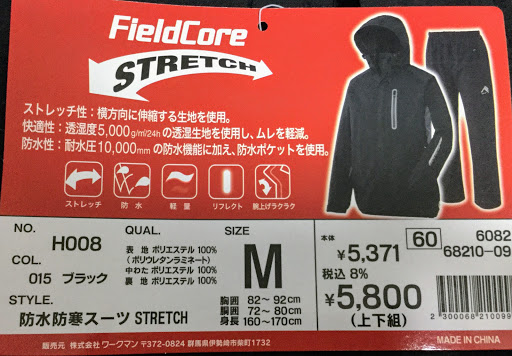 FieldCore
STRETCH
ストレッチ性：横方向に伸縮する生地を使用。
快適性：透湿度5,000g/㎡/24hの透湿生地を使用し、ムレを軽減。
防水性：耐水圧10,000mmの防水機能に加え、防水ポケットを使用。
ストレッチ 防水 軽量 リフレクト 腕上げラクラク
NO.
H008
COL.
015 ブラック
STYLE.
防水防寒スーツ STRETCH
QUAL.
表 地 ポリエステル 100%
(ポリウレタンラミネート)
中わた ポリエステル 100%
裏 地 ポリエステル 100%
SIZE
M
胸囲 82〜92cm
胴囲 72〜80cm
身長 160〜170cm
本体 ¥5,371
税込 8%
¥5,800
(上下組)
60 6082
68210-09
2300068210099
販売元 株式会社 ワークマン 〒372-0824 群馬県伊勢崎市柴町1732
MADE IN CHINA